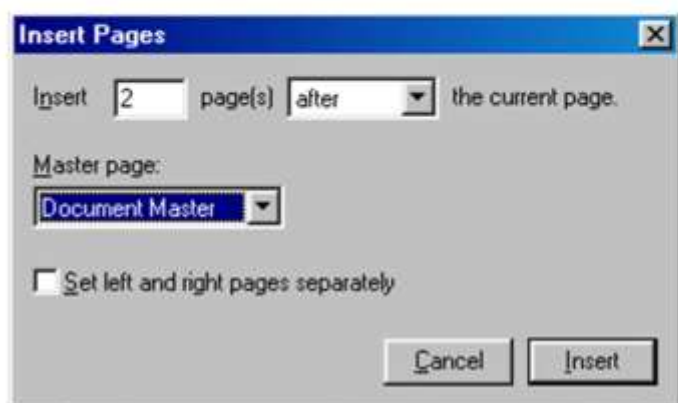 Insert Pages
Insert 2 page(s) after the current page.
Master page:
Document Master
Set left and right pages separately
Cancel Insert